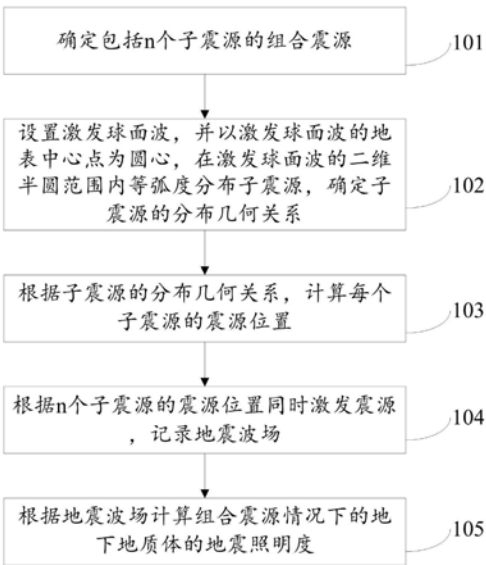 确定包括n个子震源的组合震源
101
设置激发球面波，并以激发球面波的地
表中心点为圆心，在激发球面波的二维
半圆范围内等弧度分布子震源，确定子
震源的分布几何关系
102
根据子震源的分布几何关系，计算每个
子震源的震源位置
103
根据n个子震源的震源位置同时激发震源
，记录地震波场
104
根据地震波场计算组合震源情况下的地
下地质体的地震照明度
105